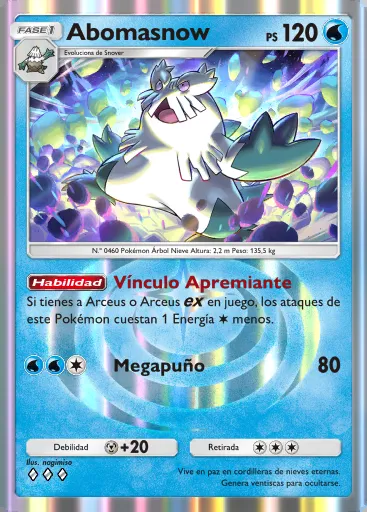 FASE 1
Abomasnow
PS 120
Evoluciona de Snover
N.º 0460 Pokémon Árbol Nieve Altura: 2,2 m Peso: 135,5 kg
Habilidad Vínculo Apremiante
Si tienes a Arceus o Arceus ex en juego, los ataques de
este Pokémon cuestan 1 Energía menos.
Megapuño 80
Debilidad +20 Retirada
Ilus. nagimiso
Vive en paz en cordilleras de nieves eternas.
Genera ventiscas para ocultarse.